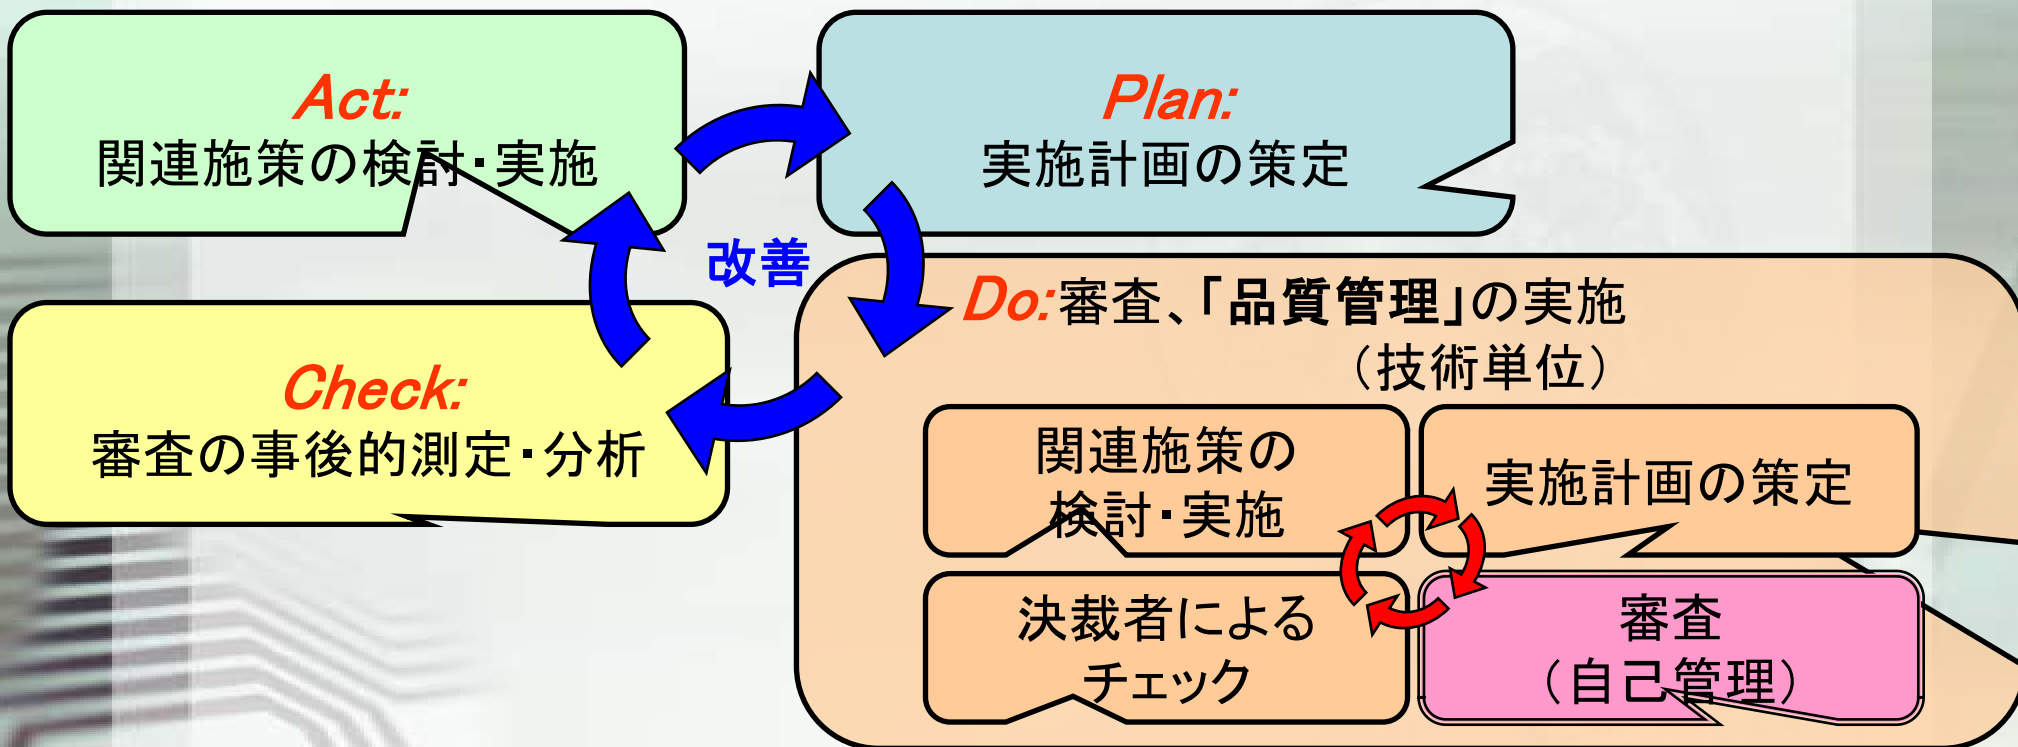 Act:
関連施策の検討・実施
Plan:
実施計画の策定
改善
Check:
審査の事後的測定・分析
Do:審査、「品質管理」の実施
（技術単位）
関連施策の
検討・実施
実施計画の策定
決裁者による
チェック
審査
（自己管理）